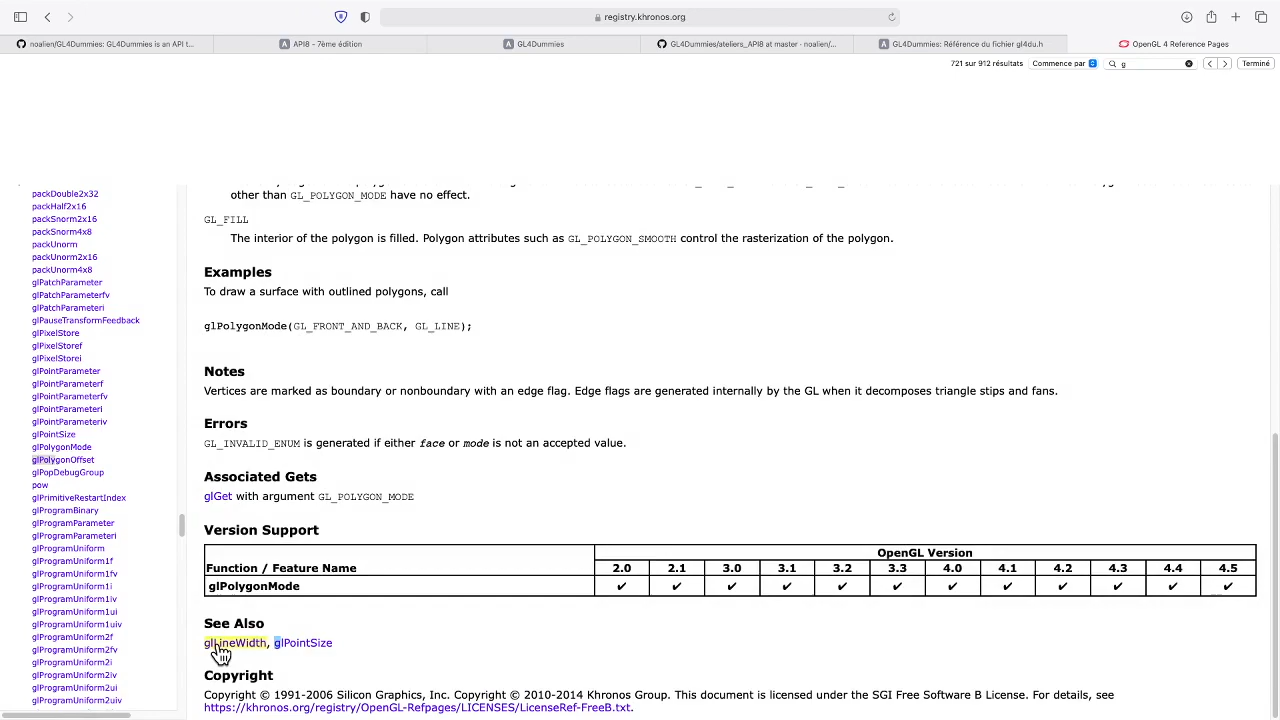 registry.khronos.org
noalien/GL4Dummies: GL4Dummies is an API t...
API8 - 7ème édition
GL4Dummies
GL4Dummies/ateliers_API8 at master · noalien/...
GL4Dummies: Référence du fichier gl4du.h
OpenGL 4 Reference Pages
721 sur 912 résultats
Commence par
g
Terminé
packDouble2x32
packHalf2x16
packSnorm2x16
packSnorm4x8
packUnorm
packUnorm2x16
packUnorm4x8
glPatchParameter
glPatchParameterfv
glPatchParameteri
glPauseTransformFeedback
glPixelStore
glPixelStoref
glPixelStorei
glPointParameter
glPointParameterf
glPointParameterfv
glPointParameteri
glPointParameteriv
glPointSize
glPolygonMode
glPolygonOffset
glPopDebugGroup
pow
glPrimitiveRestartIndex
glProgramBinary
glProgramParameter
glProgramParameteri
glProgramUniform
glProgramUniform1f
glProgramUniform1fv
glProgramUniform1i
glProgramUniform1iv
glProgramUniform1ui
glProgramUniform1uiv
glProgramUniform2f
glProgramUniform2fv
glProgramUniform2i
glProgramUniform2iv
glProgramUniform2ui
glProgramUniform2uiv
other than GL_POLYGON_MODE have no effect.
GL_FILL
The interior of the polygon is filled. Polygon attributes such as GL_POLYGON_SMOOTH control the rasterization of the polygon.
Examples
To draw a surface with outlined polygons, call
glPolygonMode(GL_FRONT_AND_BACK, GL_LINE);
Notes
Vertices are marked as boundary or nonboundary with an edge flag. Edge flags are generated internally by the GL when it decomposes triangle stips and fans.
Errors
GL_INVALID_ENUM is generated if either face or mode is not an accepted value.
Associated Gets
glGet with argument GL_POLYGON_MODE
Version Support
OpenGL Version
Function / Feature Name 2.0 2.1 3.0 3.1 3.2 3.3 4.0 4.1 4.2 4.3 4.4 4.5
glPolygonMode ✔ ✔ ✔ ✔ ✔ ✔ ✔ ✔ ✔ ✔ ✔ ✔
See Also
glLineWidth, glPointSize
Copyright
Copyright © 1991-2006 Silicon Graphics, Inc. Copyright © 2010-2014 Khronos Group. This document is licensed under the SGI Free Software B License. For details, see
https://khronos.org/registry/OpenGL-Refpages/LICENSES/LicenseRef-FreeB.txt.